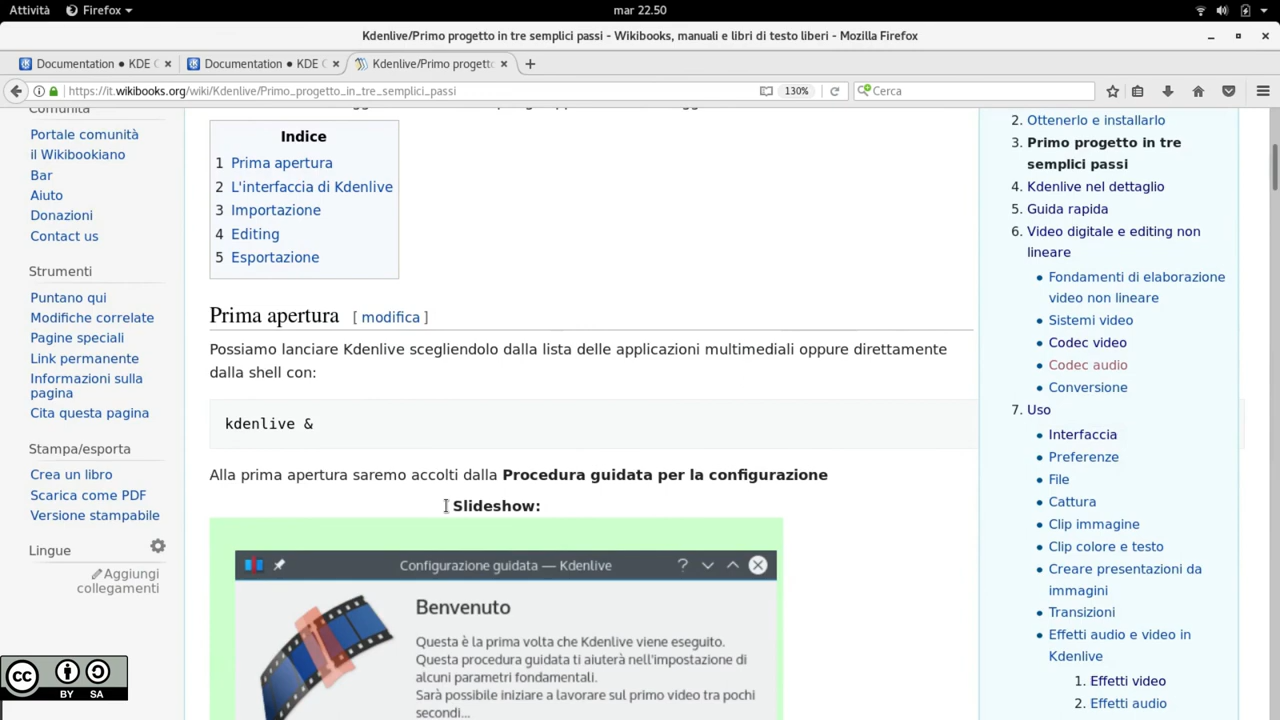 Attività
Firefox
mar 22.50
Kdenlive/Primo progetto in tre semplici passi - Wikibooks, manuali e libri di testo liberi - Mozilla Firefox
Documentation • KDE
Documentation • KDE
Kdenlive/Primo progett
https://it.wikibooks.org/wiki/Kdenlive/Primo_progetto_in_tre_semplici_passi
130%
Cerca
Comunità
Portale comunità
il Wikibookiano
Bar
Aiuto
Donazioni
Contact us
Strumenti
Puntano qui
Modifiche correlate
Pagine speciali
Link permanente
Informazioni sulla
pagina
Cita questa pagina
Stampa/esporta
Crea un libro
Scarica come PDF
Versione stampabile
Lingue
Aggiungi
collegamenti
Indice
1 Prima apertura
2 L'interfaccia di Kdenlive
3 Importazione
4 Editing
5 Esportazione
Prima apertura [ modifica ]
Possiamo lanciare Kdenlive scegliendolo dalla lista delle applicazioni multimediali oppure direttamente
dalla shell con:
kdenlive &
Alla prima apertura saremo accolti dalla Procedura guidata per la configurazione
Slideshow:
Configurazione guidata — Kdenlive
Benvenuto
Questa è la prima volta che Kdenlive viene eseguito.
Questa procedura guidata ti aiuterà nell'impostazione di
alcuni parametri fondamentali.
Sarà possibile iniziare a lavorare sul primo video tra pochi
secondi...
2. Ottenerlo e installarlo
3. Primo progetto in tre
semplici passi
4. Kdenlive nel dettaglio
5. Guida rapida
6. Video digitale e editing non
lineare
• Fondamenti di elaborazione
video non lineare
• Sistemi video
• Codec video
• Codec audio
• Conversione
7. Uso
• Interfaccia
• Preferenze
• File
• Cattura
• Clip immagine
• Clip colore e testo
• Creare presentazioni da
immagini
• Transizioni
• Effetti audio e video in
Kdenlive
1. Effetti video
2. Effetti audio
cc
BY SA